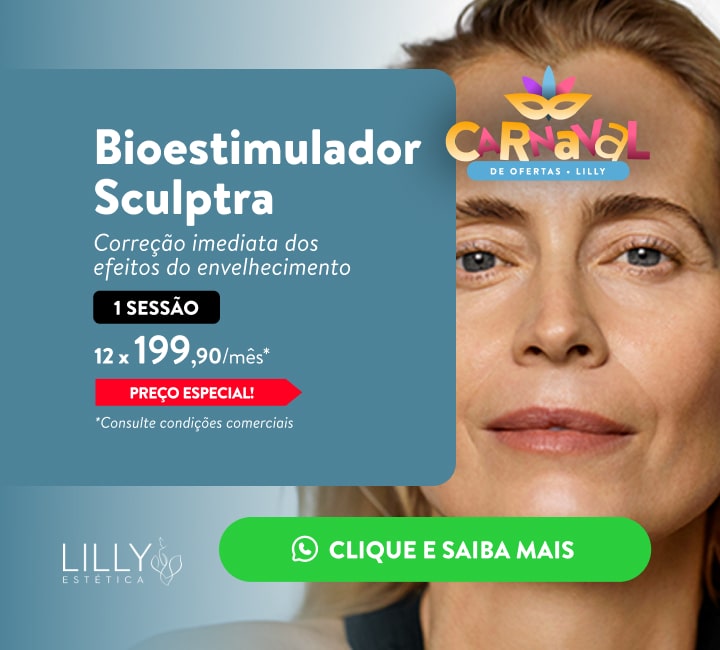 CARNAVAL
DE OFERTAS • LILLY
Bioestimulador
Sculptra
Correção imediata dos
efeitos do envelhecimento
1 SESSÃO
12 x 199,90/mês*
PREÇO ESPECIAL!
*Consulte condições comerciais
LILLY
ESTÉTICA
CLIQUE E SAIBA MAIS